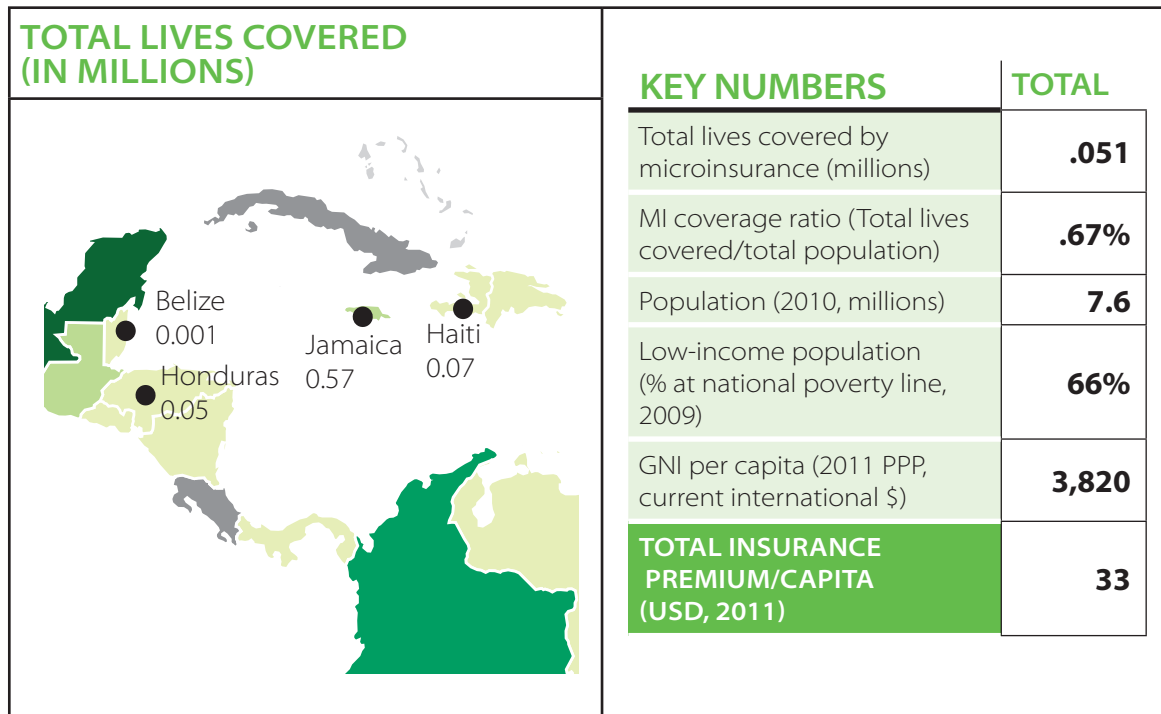 TOTAL LIVES COVERED
(IN MILLIONS)
Belize
0.001
Honduras
0.05
Jamaica
0.57
Haiti
0.07
KEY NUMBERS
TOTAL
Total lives covered by
microinsurance (millions)
.051
MI coverage ratio (Total lives
covered/total population)
.67%
Population (2010, millions)
7.6
Low-income population
(% at national poverty line,
2009)
66%
GNI per capita (2011 PPP,
current international $)
3,820
TOTAL INSURANCE
PREMIUM/CAPITA
(USD, 2011)
33